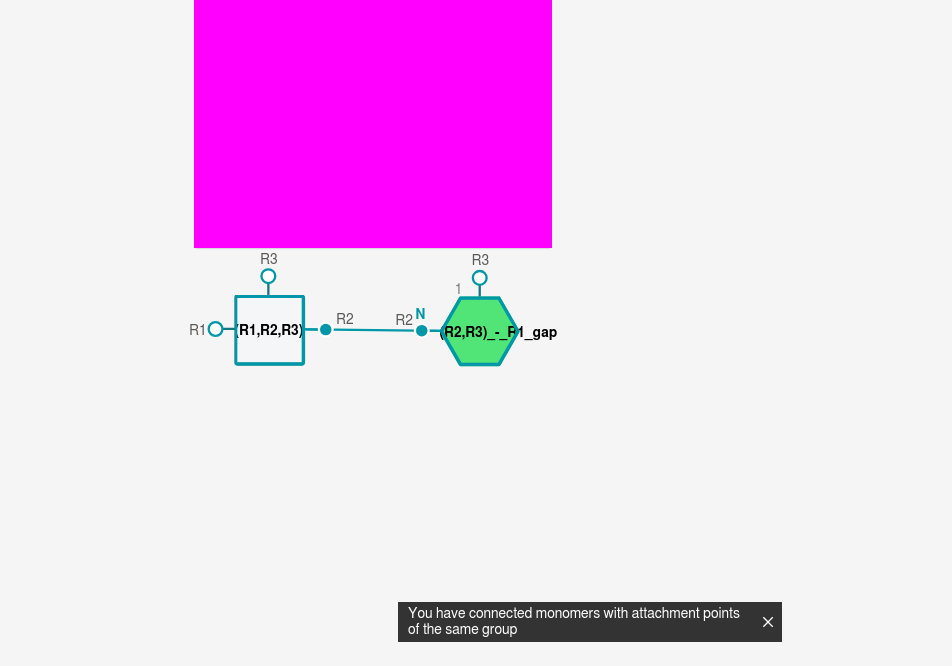 R3
R3
1
N
R2
R2
R1
(R1,R2,R3)
(R2,R3)_-_R1_gap
You have connected monomers with attachment points
of the same group